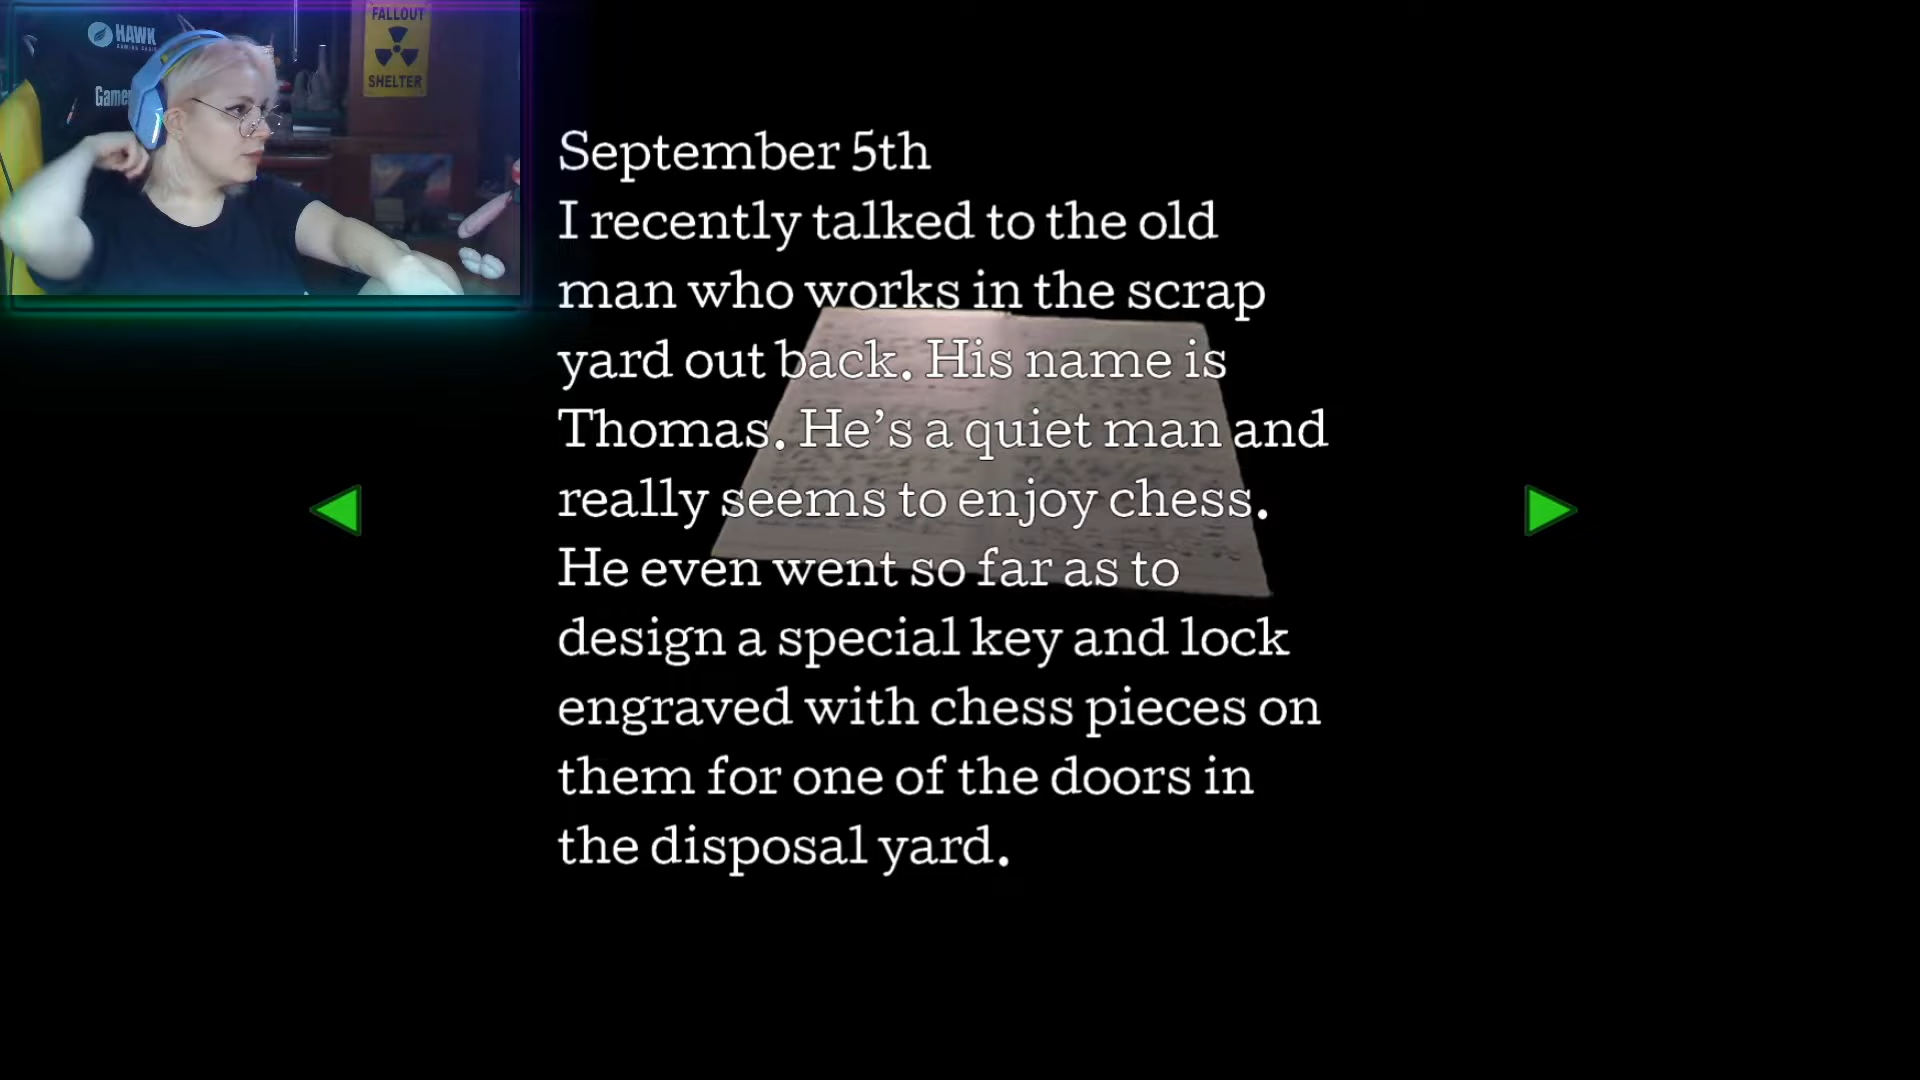 HAWK
Gamer
FALLOUT
SHELTER
September 5th
I recently talked to the old
man who works in the scrap
yard out back. His name is
Thomas. He's a quiet man and
really seems to enjoy chess.
He even went so far as to
design a special key and lock
engraved with chess pieces on
them for one of the doors in
the disposal yard.